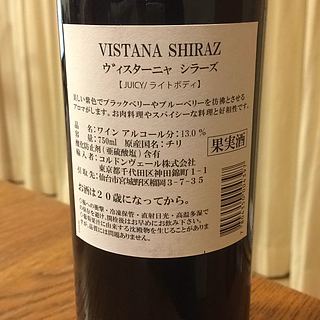 VISTANA SHIRAZ
ヴィスターニャ シラーズ
【JUICY/ライトボディ】
美しい紫色でブラックベリーやブルーベリーを彷彿とさせる
アロマがします。お肉料理やスパイシーな料理と好相性です。
品名:ワイン アルコール分:13.0%
容量:750ml 原産国名:チリ
酸化防止剤(亜硫酸塩)含有
輸入者:コルドンヴェール株式会社
東京都千代田区神田錦町1-1
引取先:仙台市宮城野区榴岡3-7-35
果実酒
お酒は20歳になってから。